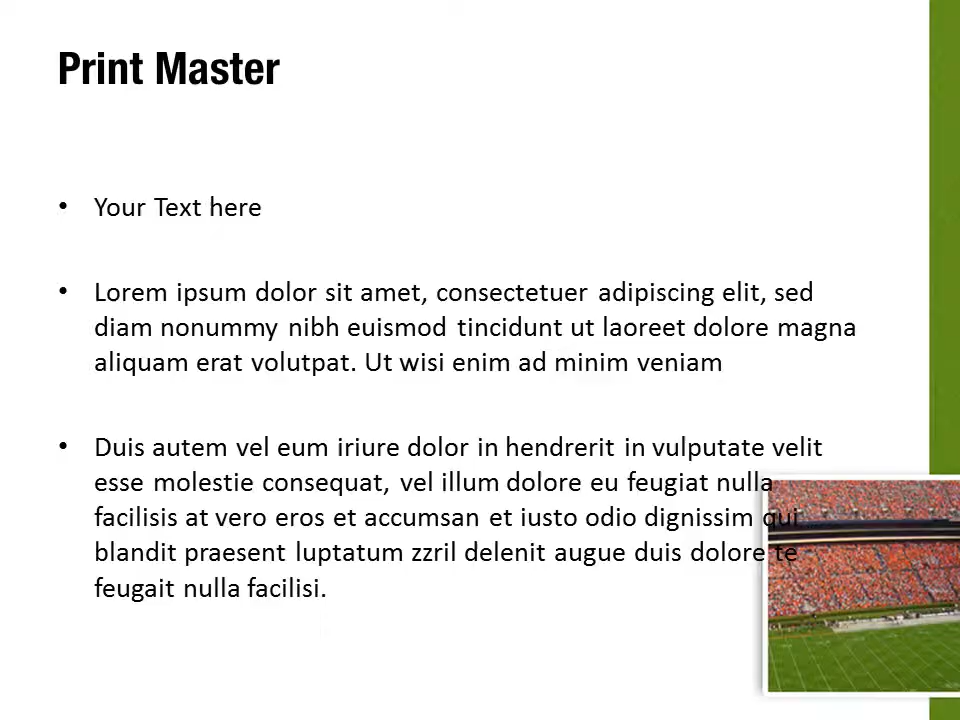 Print Master
• Your Text here
• Lorem ipsum dolor sit amet, consectetuer adipiscing elit, sed
diam nonummy nibh euismod tincidunt ut laoreet dolore magna
aliquam erat volutpat. Ut wisi enim ad minim veniam
• Duis autem vel eum iriure dolor in hendrerit in vulputate velit
esse molestie consequat, vel illum dolore eu feugiat nulla
facilisis at vero eros et accumsan et iusto odio dignissim qui
blandit praesent luptatum zzril delenit augue duis dolore te
feugait nulla facilisi.